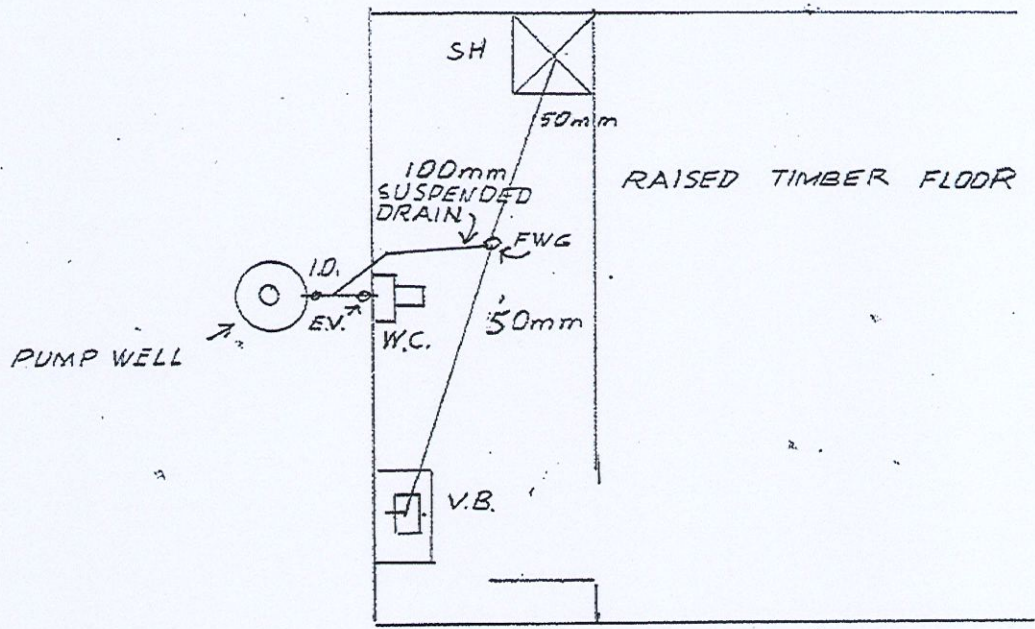 SH
50mm
100mm
SUSPENDED
DRAIN
RAISED TIMBER FLOOR
FWG
I.D.
E.V.
W.C.
50mm
PUMP WELL
V.B.